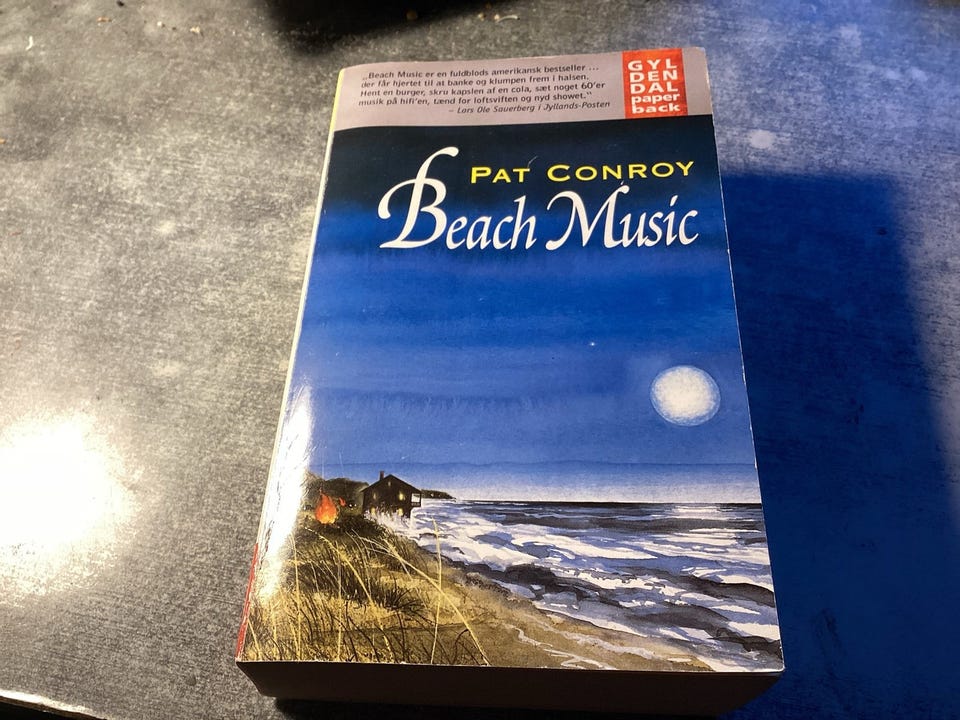 „Beach Music er en fuldblods amerikansk bestseller ...
der får hjertet til at banke og klumpen frem i halsen.
Hent en burger, skru kapslen af en cola, sæt noget 60'er
musik på hifi'en, tænd for loftsviften og nyd showet."
– Lars Ole Sauerberg i Jyllands-Posten
GYL
DEN
DAL
paper
back
PAT CONROY
Beach Music